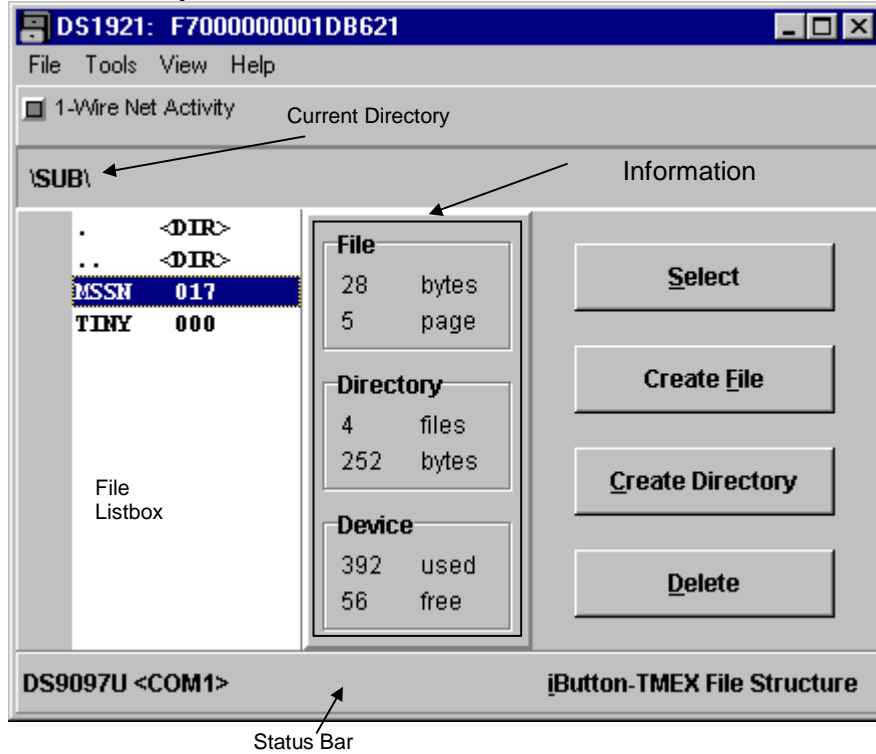 DS1921: F7000000001DB621
File Tools View Help
1-Wire Net Activity
Current Directory
\SUB\
Information
. <DIR>
.. <DIR>
MSSN 017
TINY 000
File
Listbox
File
28 bytes
5 page
Directory
4 files
252 bytes
Device
392 used
56 free
Select
Create File
Create Directory
Delete
DS9097U <COM1>
iButton-TMEX File Structure
Status Bar